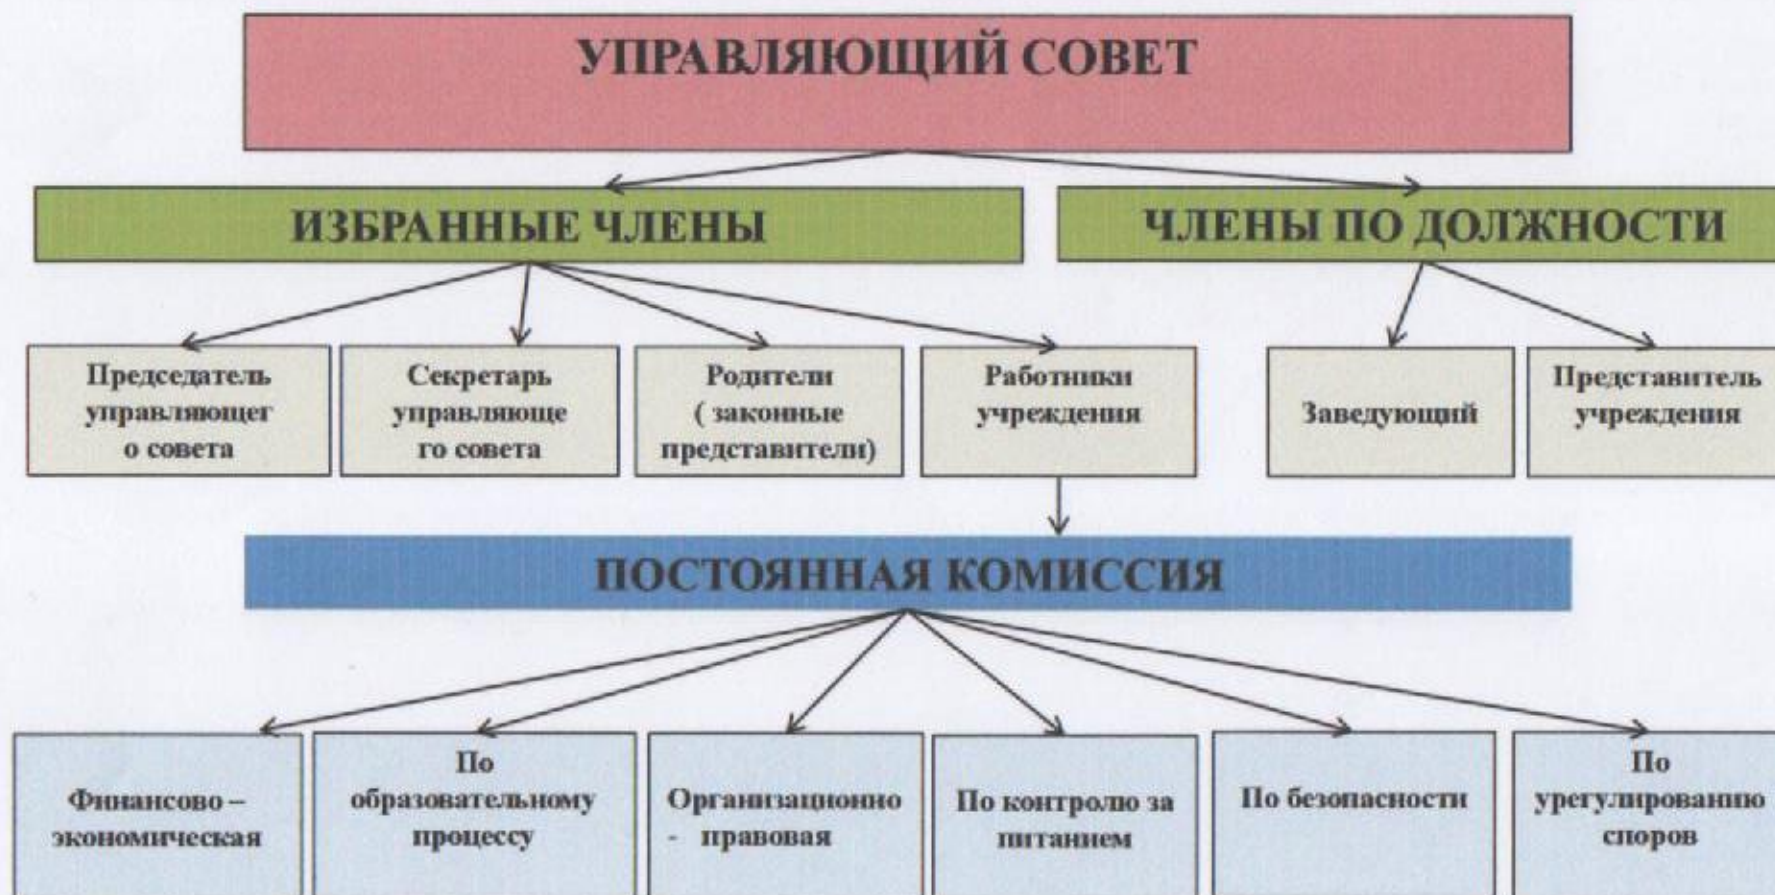 УПРАВЛЯЮЩИЙ СОВЕТ
ИЗБРАННЫЕ ЧЛЕНЫ
ЧЛЕНЫ ПО ДОЛЖНОСТИ
Председатель
управляющег
о совета
Секретарь
управляюще
го совета
Родители
( законные
представители)
Работники
учреждения
Заведующий
Представитель
учреждения
ПОСТОЯННАЯ КОМИССИЯ
Финансово –
экономическая
По
образовательному
процессу
Организационно
- правовая
По контролю за
питанием
По безопасности
По
урегулированию
споров